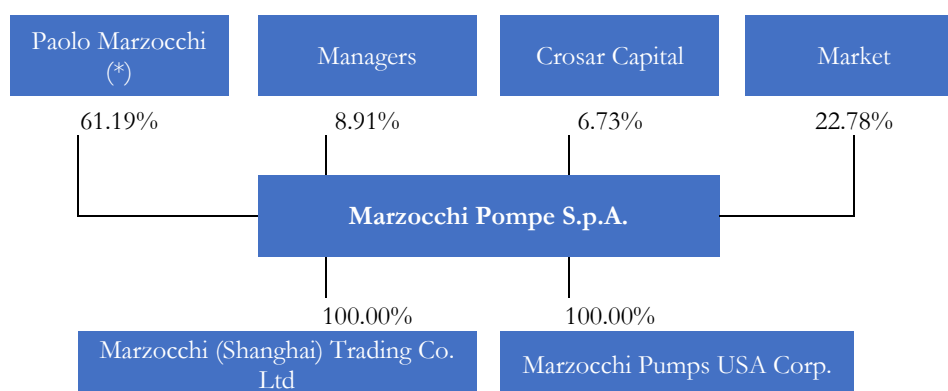 Paolo Marzocchi
(*)
Managers
Crosar Capital
Market
61.19%
8.91%
6.73%
22.78%
Marzocchi Pompe S.p.A.
100.00%
100.00%
Marzocchi (Shanghai) Trading Co.
Ltd
Marzocchi Pumps USA Corp.